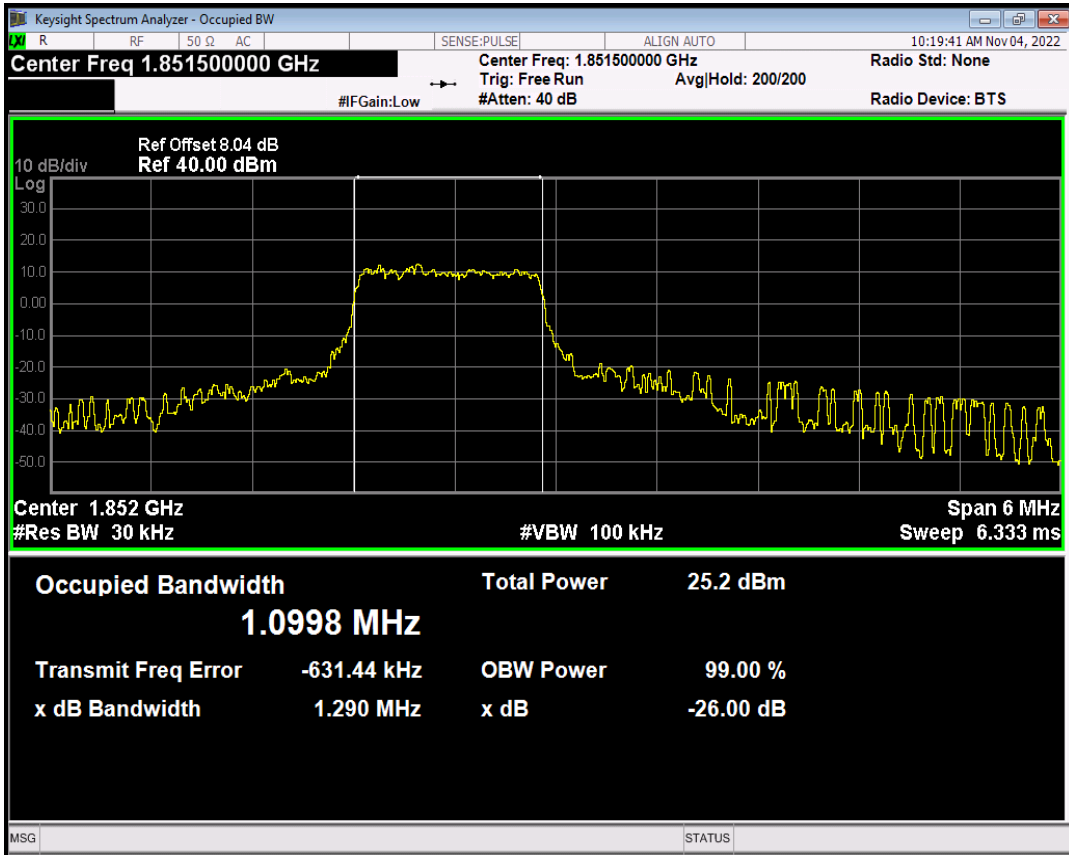 Keysight Spectrum Analyzer - Occupied BW
LXI R RF 50 Ω AC SENSE:PULSE ALIGN AUTO 10:19:41 AM Nov 04, 2022
Center Freq 1.851500000 GHz
Center Freq: 1.851500000 GHz
Radio Std: None
Trig: Free Run Avg|Hold: 200/200
#IFGain:Low
#Atten: 40 dB
Radio Device: BTS
Ref Offset 8.04 dB
10 dB/div Ref 40.00 dBm
Log
30.0
20.0
10.0
0.00
-10.0
-20.0
-30.0
-40.0
-50.0
Center 1.852 GHz Span 6 MHz
#Res BW 30 kHz #VBW 100 kHz Sweep 6.333 ms
Occupied Bandwidth Total Power 25.2 dBm
1.0998 MHz
Transmit Freq Error -631.44 kHz OBW Power 99.00 %
x dB Bandwidth 1.290 MHz x dB -26.00 dB
MSG STATUS